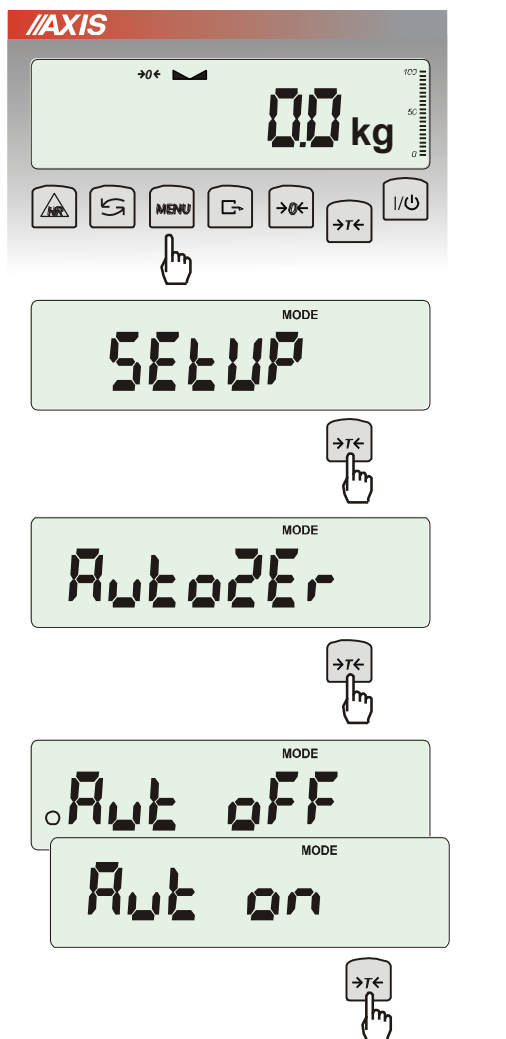 //AXIS
→0←
100
50
0
0.0 kg
HR MENU →0← →T← I/⏻
MODE
SEtUP
→T←
MODE
AutoZEr
→T←
MODE
Aut oFF
MODE
Aut on
→T←